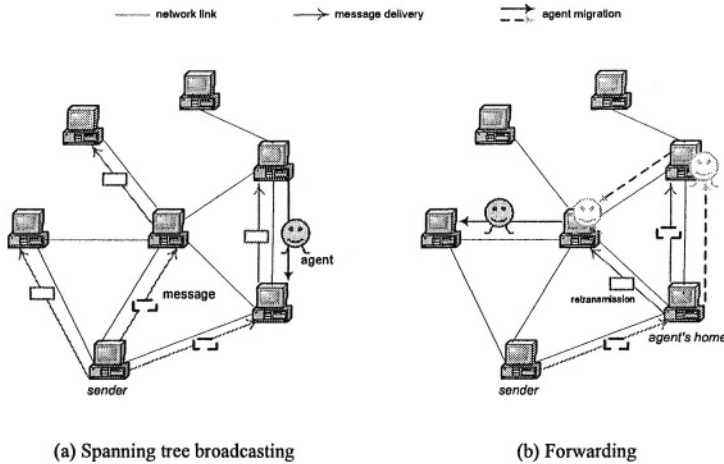 network link
message delivery
agent migration
agent
message
sender
retransmission
agent's home
sender
(a) Spanning tree broadcasting
(b) Forwarding